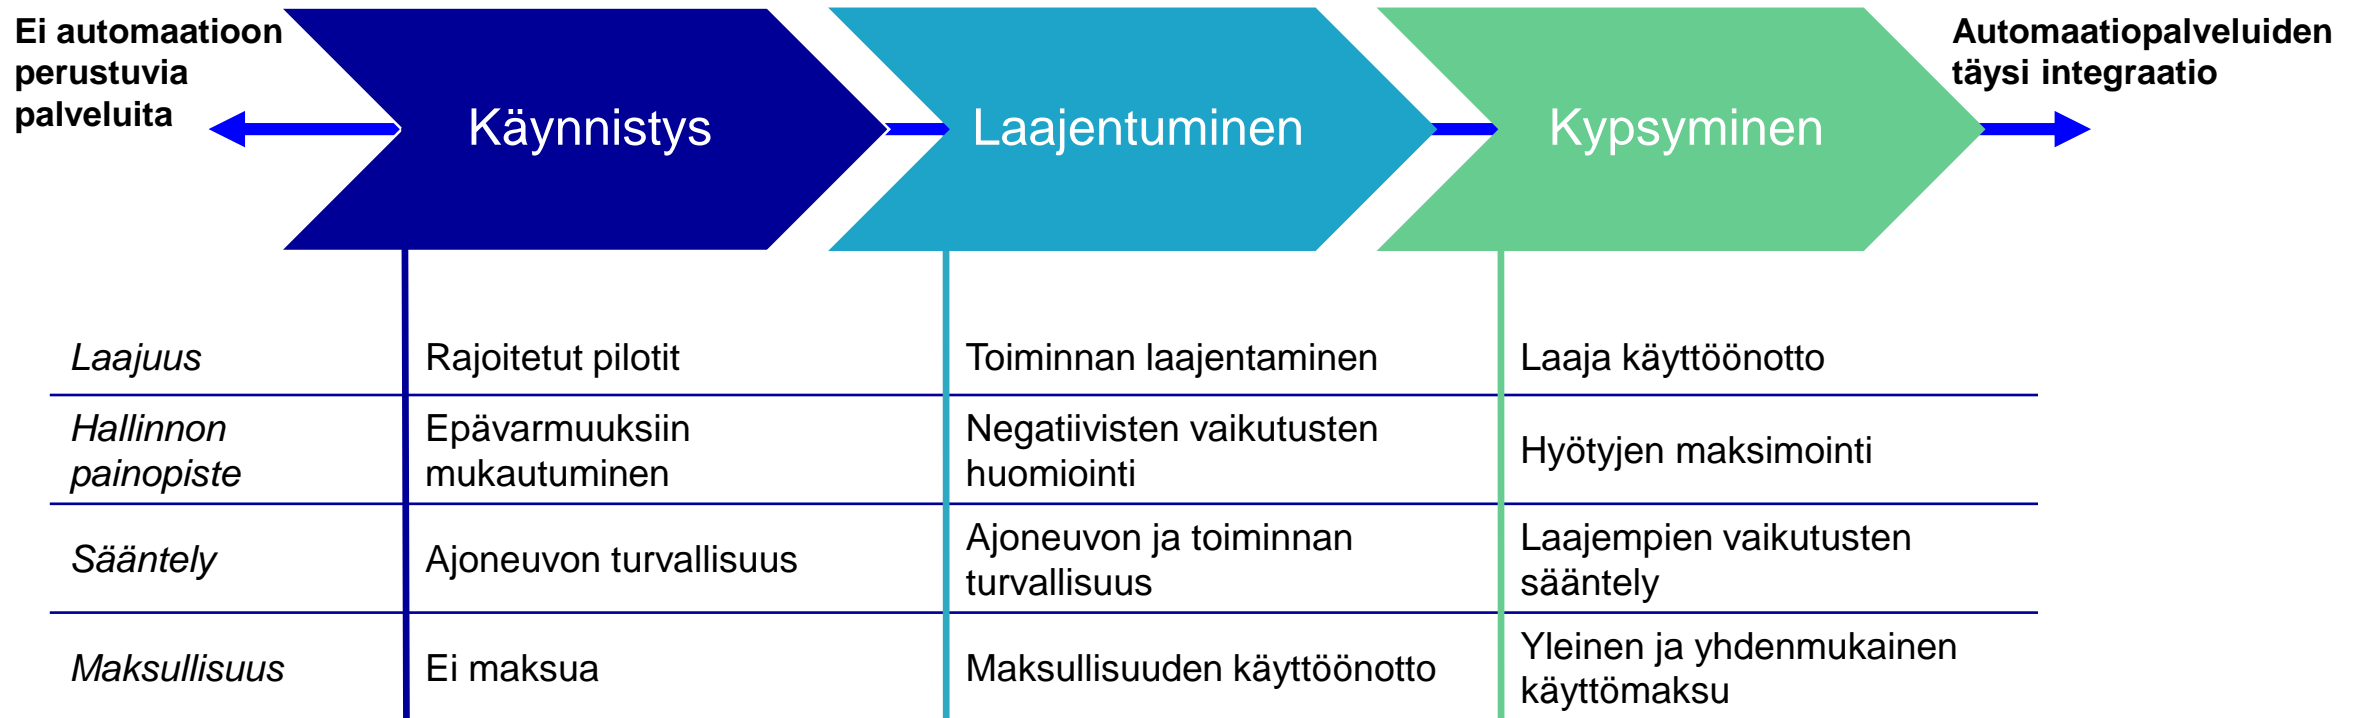 Ei automaatioon
perustuvia
palveluita
Käynnistys
Laajentuminen
Kypsyminen
Automaatiopalveluiden
täysi integraatio
Laajuus
Rajoitetut pilotit
Toiminnan laajentaminen
Laaja käyttöönotto
Hallinnon
painopiste
Epävarmuuksiin
mukautuminen
Negatiivisten vaikutusten
huomiointi
Hyötyjen maksimointi
Sääntely
Ajoneuvon turvallisuus
Ajoneuvon ja toiminnan
turvallisuus
Laajempien vaikutusten
sääntely
Maksullisuus
Ei maksua
Maksullisuuden käyttöönotto
Yleinen ja yhdenmukainen
käyttömaksu